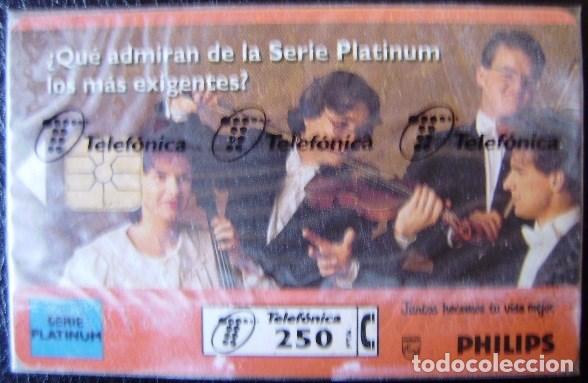 ¿Qué admiran de la Serie Platinum
los más exigentes?
Telefónica Telefónica Telefónica
SERIE
PLATINUM
Telefónica
250 PTA
Juntos hacemos tu vida mejor.
PHILIPS
todocoleccion.net